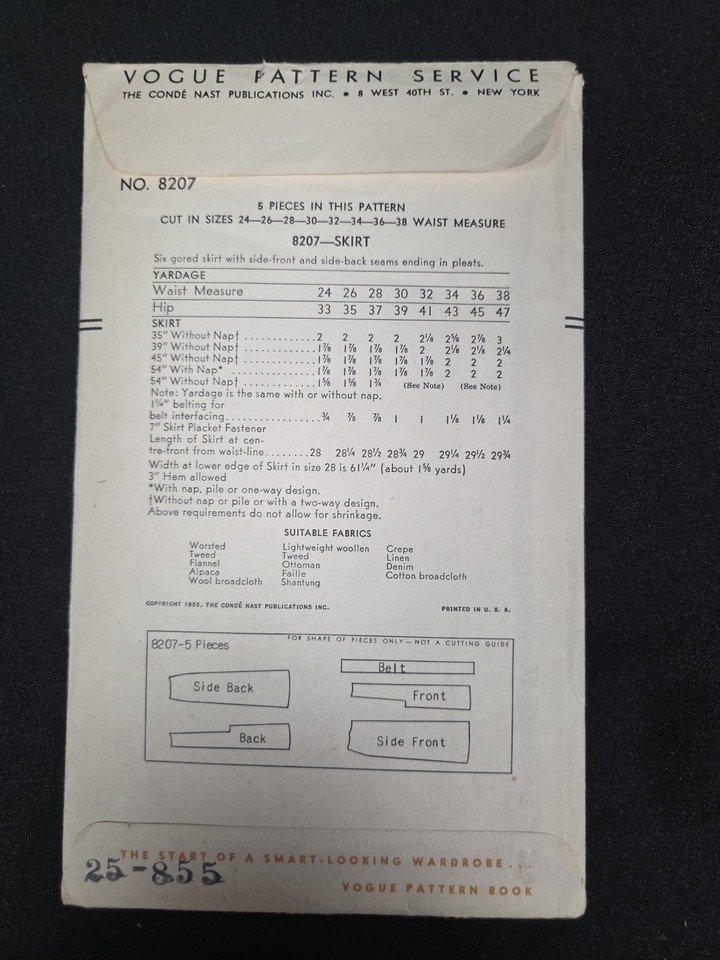 VOGUE PATTERN SERVICE
THE CONDÉ NAST PUBLICATIONS INC. • 8 WEST 40TH ST. • NEW YORK
NO. 8207
5 PIECES IN THIS PATTERN
CUT IN SIZES 24—26—28—30—32—34—36—38 WAIST MEASURE
8207—SKIRT
Six gored skirt with side-front and side-back seams ending in pleats.
YARDAGE
Waist Measure 24 26 28 30 32 34 36 38
Hip 33 35 37 39 41 43 45 47
SKIRT
35" Without Nap† ............ 2 2 2 2 2⅛ 2⅝ 2⅞ 3
39" Without Nap† ............ 1⅞ 1⅞ 1⅞ 1⅞ 2 2⅛ 2⅛ 2¼
45" Without Nap† ............ 1⅞ 1⅞ 1⅞ 1⅞ 1⅞ 2 2 2
54" With Nap* ............ 1⅞ 1⅞ 1⅞ 1⅞ 1⅞ 2 2 2
54" Without Nap† ............ 1⅝ 1⅝ 1¾ (See Note) (See Note)
Note: Yardage is the same with or without nap.
1¼" belting for
belt interfacing............ ¾ ⅞ ⅞ 1 1 1⅛ 1⅛ 1¼
7" Skirt Placket Fastener
Length of Skirt at cen-
tre-front from waist-line........28 28¼ 28½ 28¾ 29 29¼ 29½ 29¾
Width at lower edge of Skirt in size 28 is 61¼" (about 1⅝ yards)
3" Hem allowed
*With nap, pile or one-way design.
†Without nap or pile or with a two-way design.
Above requirements do not allow for shrinkage.
SUITABLE FABRICS
Worsted Lightweight woollen Crepe
Tweed Tweed Linen
Flannel Ottoman Denim
Alpaca Faille Cotton broadcloth
Wool broadcloth Shantung
COPYRIGHT 1955, THE CONDÉ NAST PUBLICATIONS INC. PRINTED IN U. S. A.
8207-5 Pieces FOR SHAPE OF PIECES ONLY — NOT A CUTTING GUIDE
Belt
Side Back
Front
Back
Side Front
THE START OF A SMART-LOOKING WARDROBE...
25-855
VOGUE PATTERN BOOK